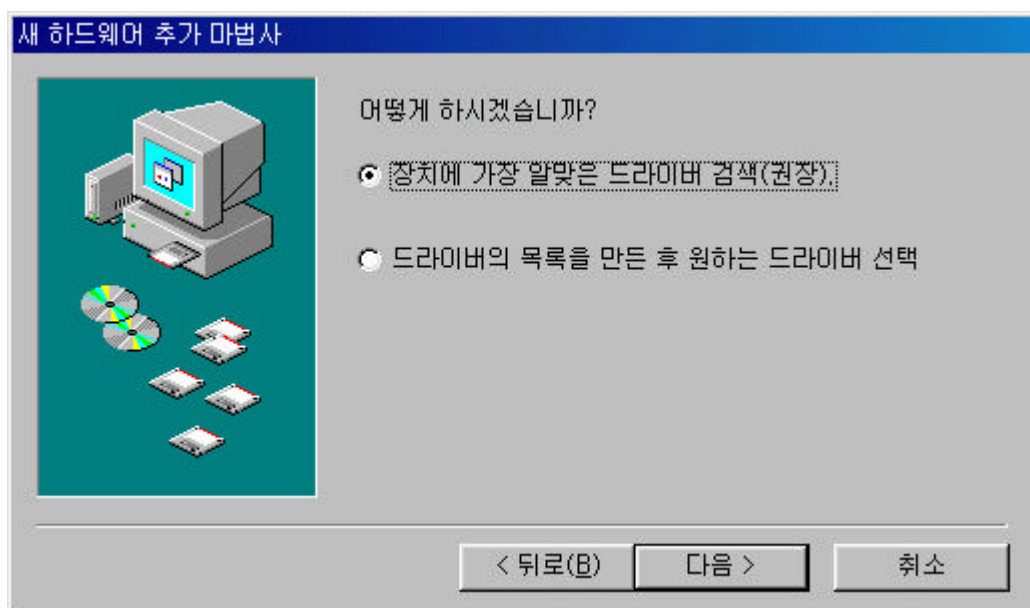 새 하드웨어 추가 마법사
어떻게 하시겠습니까?
장치에 가장 알맞은 드라이버 검색(권장).
드라이버의 목록을 만든 후 원하는 드라이버 선택
< 뒤로(B) 다음 > 취소